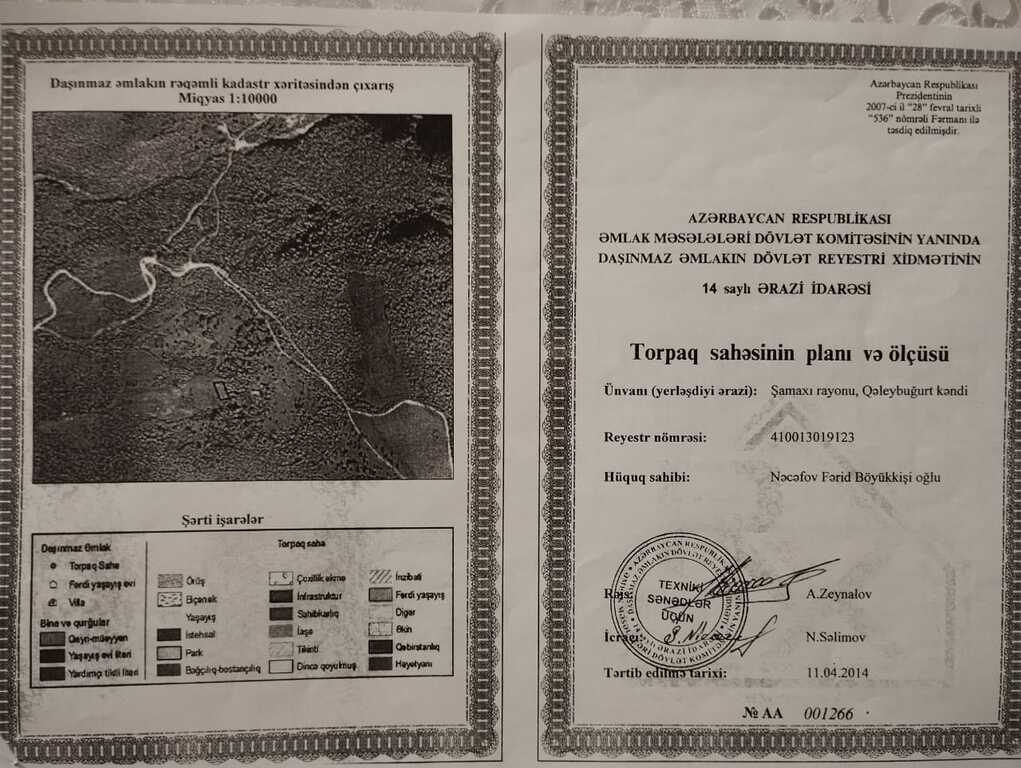 Daşınmaz əmlakın rəqəmli kadastr xəritəsindən çıxarış
Miqyas 1:10000
Şərti işarələr
Daşınmaz Əmlak
Torpaq Sahə
Fərdi yaşayış evi
Villa
Bina və qurğular
Qeyri-müəyyən
Yaşayış evi literi
Yardımçı tikili literi
Torpaq sahə
Örüş
Biçənək
Yaşayış
İstehsal
Park
Bağçılıq-bostançılıq
Çoxillik əkmə
İnfrastruktur
Sahibkarlıq
İaşə
Tikinti
Dincə qoyulmuş
İnzibati
Fərdi yaşayış
Digər
Əkin
Qəbiristanlıq
Həyətyanı
Azərbaycan Respublikası
Prezidentinin
2007-ci il "28" fevral tarixli
"536" nömrəli Fərmanı ilə
təsdiq edilmişdir.
AZƏRBAYCAN RESPUBLİKASI
ƏMLAK MƏSƏLƏLƏRİ DÖVLƏT KOMİTƏSİNİN YANINDA
DAŞINMAZ ƏMLAKIN DÖVLƏT REYESTRİ XİDMƏTİNİN
14 saylı ƏRAZİ İDARƏSİ
Torpaq sahəsinin planı və ölçüsü
Ünvanı (yerləşdiyi ərazi): Şamaxı rayonu, Qəleybuğurt kəndi
Reyestr nömrəsi: 410013019123
Hüquq sahibi: Nəcəfov Fərid Böyükkişi oğlu
TEXNİKİ
SƏNƏDLƏR
ÜÇÜN
Rəis: A.Zeynalov
İcraçı: N.Səlimov
Tərtib edilmə tarixi: 11.04.2014
№ AA 001266